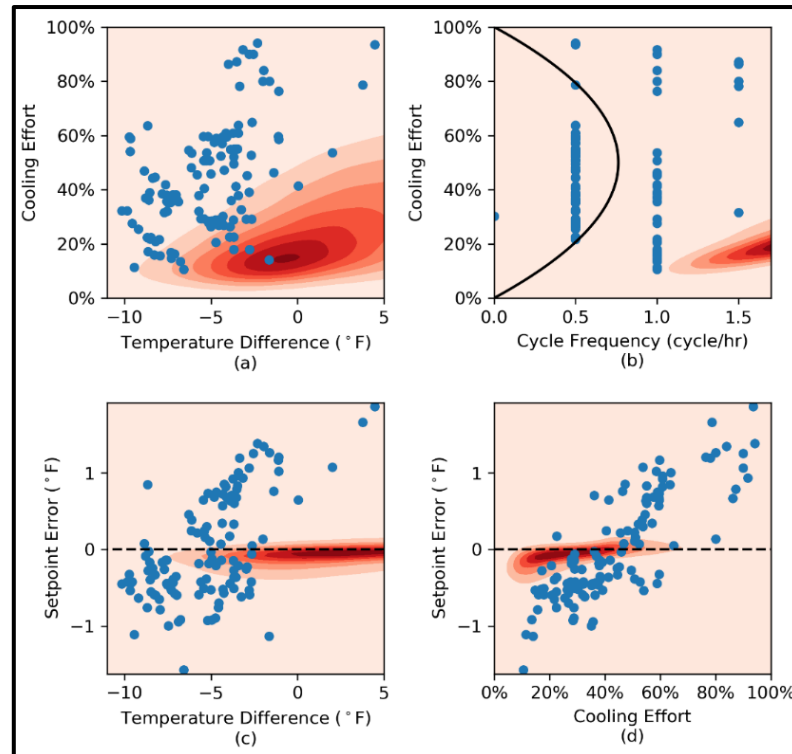 100%
80%
60%
40%
20%
0%
Cooling Effort
−10 −5 0 5
Temperature Difference (°F)
(a)
100%
80%
60%
40%
20%
0%
Cooling Effort
0.0 0.5 1.0 1.5
Cycle Frequency (cycle/hr)
(b)
1
0
−1
Setpoint Error (°F)
−10 −5 0 5
Temperature Difference (°F)
(c)
1
0
−1
Setpoint Error (°F)
0% 20% 40% 60% 80% 100%
Cooling Effort
(d)